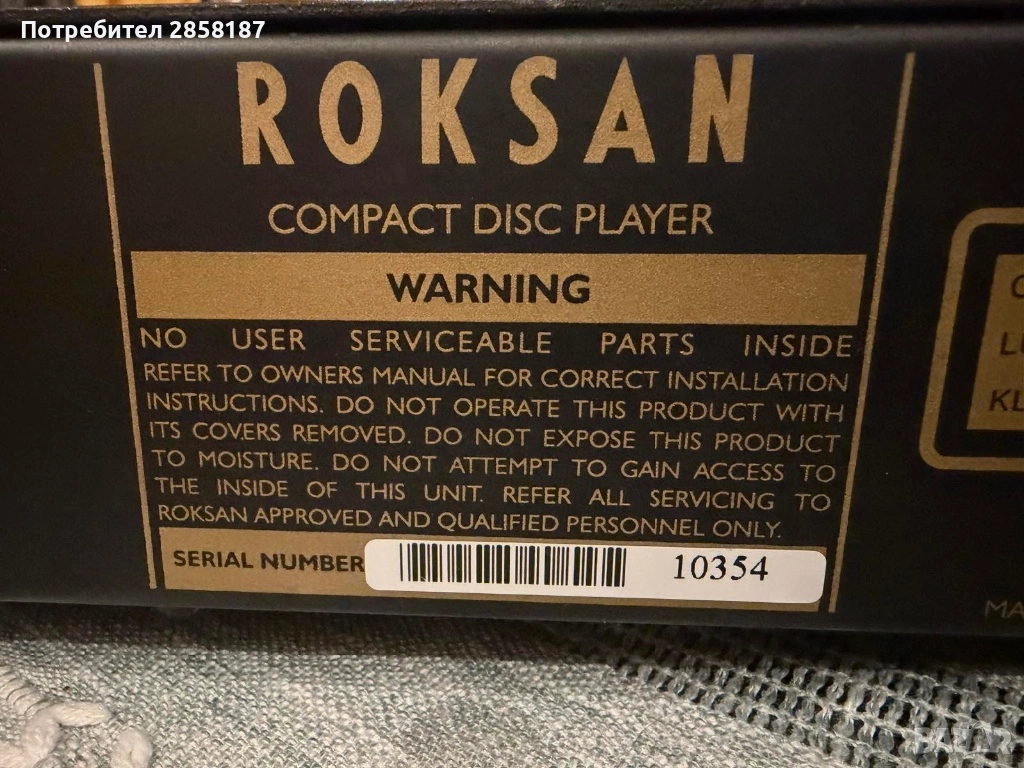 Потребител 2858187
ROKSAN
COMPACT DISC PLAYER
WARNING
NO USER SERVICEABLE PARTS INSIDE
REFER TO OWNERS MANUAL FOR CORRECT INSTALLATION
INSTRUCTIONS. DO NOT OPERATE THIS PRODUCT WITH
ITS COVERS REMOVED. DO NOT EXPOSE THIS PRODUCT
TO MOISTURE. DO NOT ATTEMPT TO GAIN ACCESS TO
THE INSIDE OF THIS UNIT. REFER ALL SERVICING TO
ROKSAN APPROVED AND QUALIFIED PERSONNEL ONLY.
SERIAL NUMBER 10354